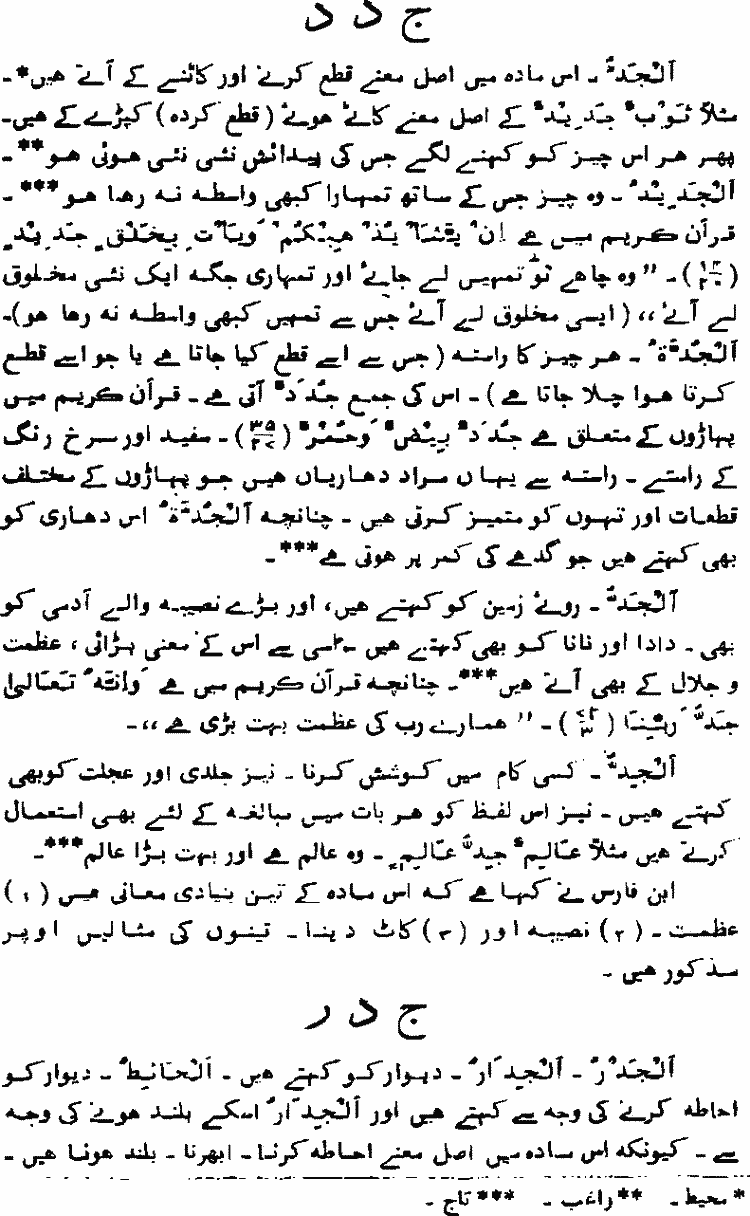 ج د د
اَلْجَدُّ ۔ اس مادہ میں اصل معنے قطع کرنے اور کاٹنے کے آتے ہیں*۔
مثلاً ثَوْبٌ جَدِیْدٌ کے اصل معنے کاٹے ہوئے (قطع کردہ) کپڑے کے ہیں۔
پھر ہر اس چیز کو کہنے لگے جس کی پیدائش نئی نئی ہوئی ہو**۔
اَلْجَدِیْدُ ۔ وہ چیز جس کے ساتھ تمہارا کبھی واسطہ نہ رہا ہو***۔
قرآن کریم میں ہے اِنْ یَّشَاْ یُذْهِبْکُمْ وَیَاْتِ بِخَلْقٍ جَدِیْدٍ
(۱۴/۲۰)۔ ”وہ چاہے تو تمہیں لے جائے اور تمہاری جگہ ایک نئی مخلوق
لے آئے،، (ایسی مخلوق لے آئے جس سے تمہیں کبھی واسطہ نہ رہا ہو)۔
اَلْجُدَّۃُ ۔ ہر چیز کا راستہ (جس سے اسے قطع کیا جاتا ہے یا جو اسے قطع
کرتا ہوا چلا جاتا ہے)۔ اس کی جمع جُدَدٌ آتی ہے۔ قرآن کریم میں
پہاڑوں کے متعلق ہے جُدَدٌ بِیْضٌ وَحُمْرٌ (۳۵/۲۷)۔ سفید اور سرخ رنگ
کے راستے ۔ راستہ سے یہاں مراد دھاریاں ہیں جو پہاڑوں کے مختلف
قطعات اور تہوں کو متمیز کرتی ہیں ۔ چنانچہ اَلْجُدَّۃُ اس دھاری کو
بھی کہتے ہیں جو گدھے کی کمر پر ہوتی ہے***۔
اَلْجَدُّ ۔ روئے زمین کو کہتے ہیں، اور بڑے نصیبہ والے آدمی کو
بھی ۔ دادا اور نانا کو بھی کہتے ہیں ۔ اسی سے اس کے معنی بڑائی، عظمت
و جلال کے بھی آتے ہیں***۔ چنانچہ قرآن کریم میں ہے وَاَنَّهٗ تَعَالیٰ
جَدُّ رَبِّنَا (۷۲/۳)۔ ”ہمارے رب کی عظمت بہت بڑی ہے،،۔
اَلْجِدُّ ۔ کسی کام میں کوشش کرنا ۔ نیز جلدی اور عجلت کو بھی
کہتے ہیں ۔ نیز اس لفظ کو ہر بات میں مبالغہ کے لئے بھی استعمال
کرتے ہیں مثلاً عَالِمٌ جِدُّ عَالِمٍ ۔ وہ عالم ہے اور بہت بڑا عالم***۔
ابن فارس نے کہا ہے کہ اس مادہ کے تین بنیادی معانی ہیں (۱)
عظمت ۔ (۲) نصیبہ اور (۳) کاٹ دینا ۔ تینوں کی مثالیں اوپر
مذکور ہیں ۔
ج د ر
اَلْجَدْرُ ۔ اَلْجِدَارُ ۔ دیوار کو کہتے ہیں ۔ اَلْحَائِطُ ۔ دیوار کو
احاطہ کرنے کی وجہ سے کہتے ہیں اور اَلْجِدَارُ اسکے بلند ہونے کی وجہ
سے ۔ کیونکہ اس مادہ میں اصل معنے احاطہ کرنا ۔ ابھرنا ۔ بلند ہونا ہیں ۔
*محیط ۔ **راغب ۔ ***تاج ۔